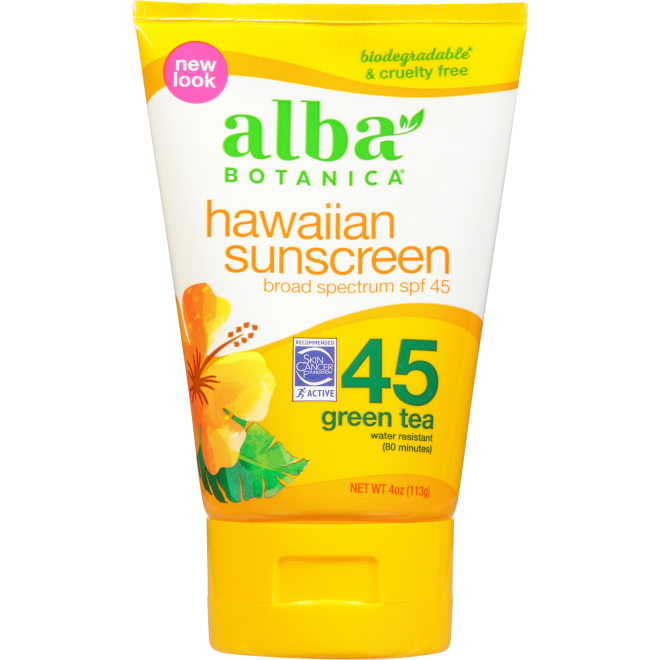 new
look
biodegradable*
& cruelty free
alba
BOTANICA®
hawaiian
sunscreen
broad spectrum spf 45
RECOMMENDED
SKIN
CANCER
FOUNDATION
ACTIVE
45
green tea
water resistant
(80 minutes)
NET WT 4oz (113g)